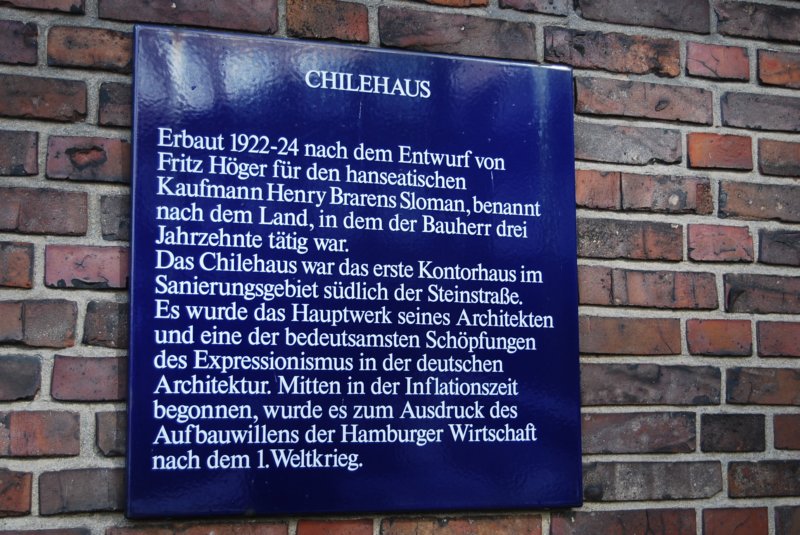 CHILEHAUS
Erbaut 1922-24 nach dem Entwurf von
Fritz Höger für den hanseatischen
Kaufmann Henry Brarens Sloman, benannt
nach dem Land, in dem der Bauherr drei
Jahrzehnte tätig war.
Das Chilehaus war das erste Kontorhaus im
Sanierungsgebiet südlich der Steinstraße.
Es wurde das Hauptwerk seines Architekten
und eine der bedeutsamsten Schöpfungen
des Expressionismus in der deutschen
Architektur. Mitten in der Inflationszeit
begonnen, wurde es zum Ausdruck des
Aufbauwillens der Hamburger Wirtschaft
nach dem 1. Weltkrieg.